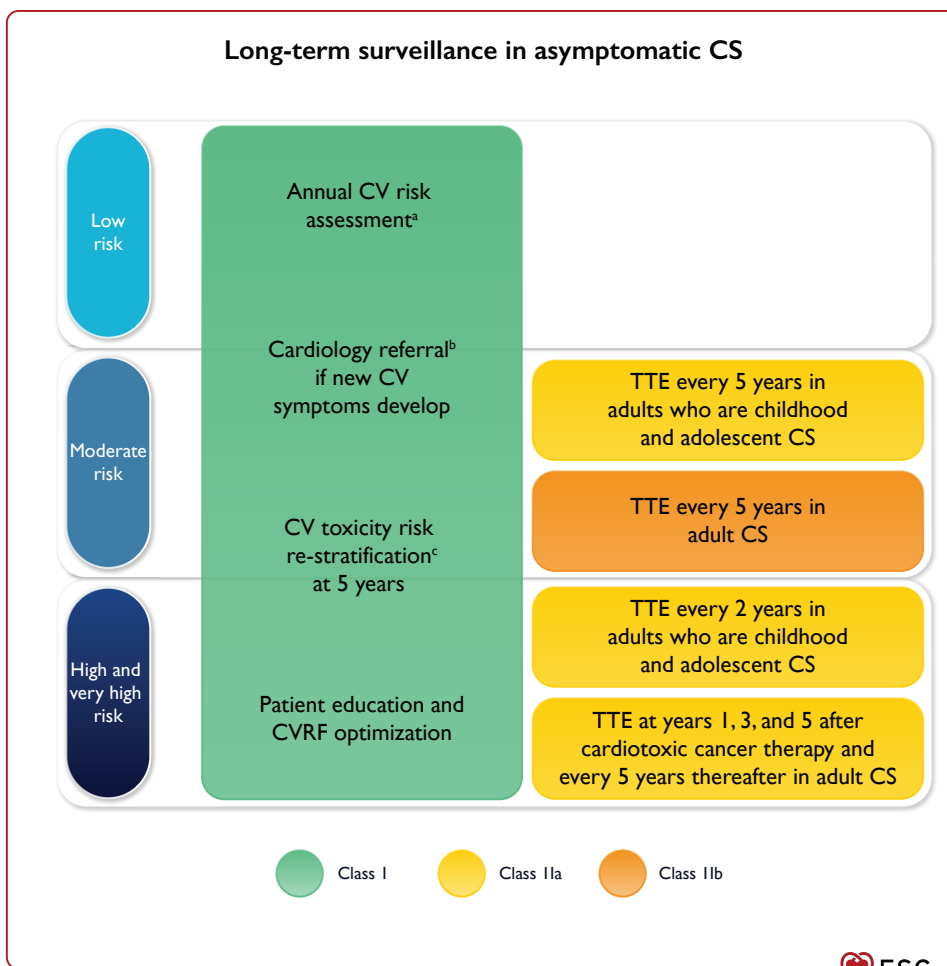 Long-term surveillance in asymptomatic CS
Low
risk
Annual CV risk
assessmentᵃ
Cardiology referralᵇ
if new CV
symptoms develop
Moderate
risk
TTE every 5 years in
adults who are childhood
and adolescent CS
TTE every 5 years in
adult CS
CV toxicity risk
re-stratificationᶜ
at 5 years
High and
very high
risk
Patient education and
CVRF optimization
TTE every 2 years in
adults who are childhood
and adolescent CS
TTE at years 1, 3, and 5 after
cardiotoxic cancer therapy and
every 5 years thereafter in adult CS
Class I
Class IIa
Class IIb
ESC